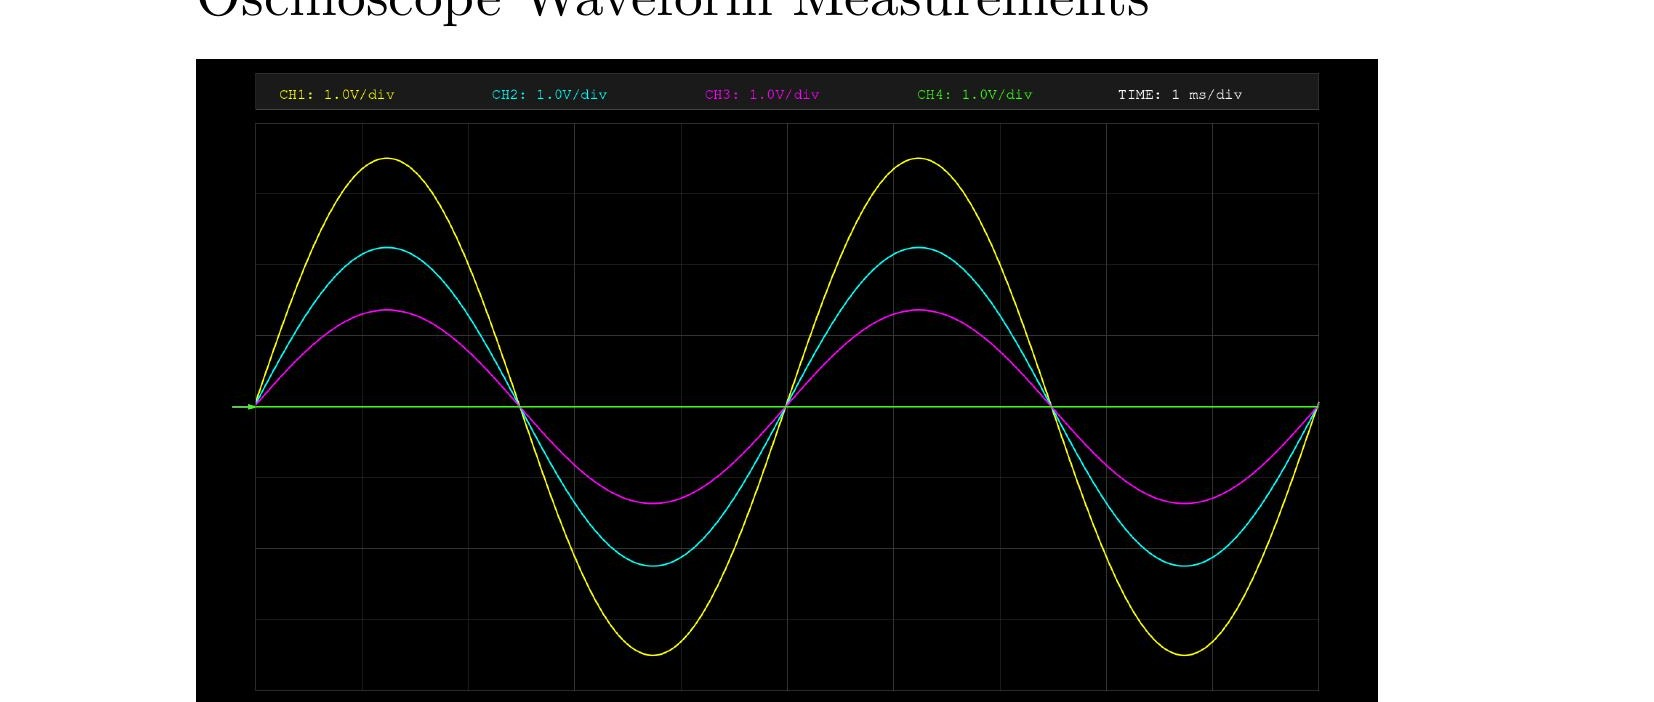 Oscilloscope Waveform Measurements
CH1: 1.0V/div CH2: 1.0V/div CH3: 1.0V/div CH4: 1.0V/div TIME: 1 ms/div